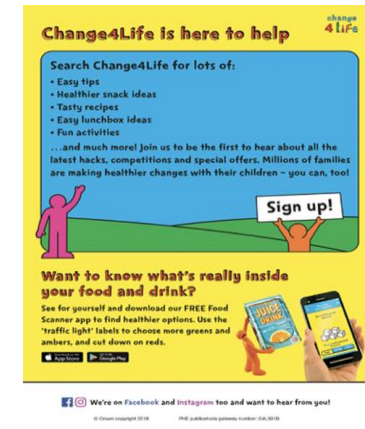 change
4 LiFe
Change4Life is here to help
Search Change4Life for lots of:
• Easy tips
• Healthier snack ideas
• Tasty recipes
• Easy lunchbox ideas
• Fun activities
...and much more! Join us to be the first to hear about all the
latest hacks, competitions and special offers. Millions of families
are making healthier changes with their children – you can, too!
Sign up!
Want to know what's really inside
your food and drink?
See for yourself and download our FREE Food
Scanner app to find healthier options. Use the
'traffic light' labels to choose more greens and
ambers, and cut down on reds.
App Store
Google Play
JUICE
DRINK
We're on Facebook and Instagram too and want to hear from you!
© Crown copyright 2018
PHE publications gateway number: